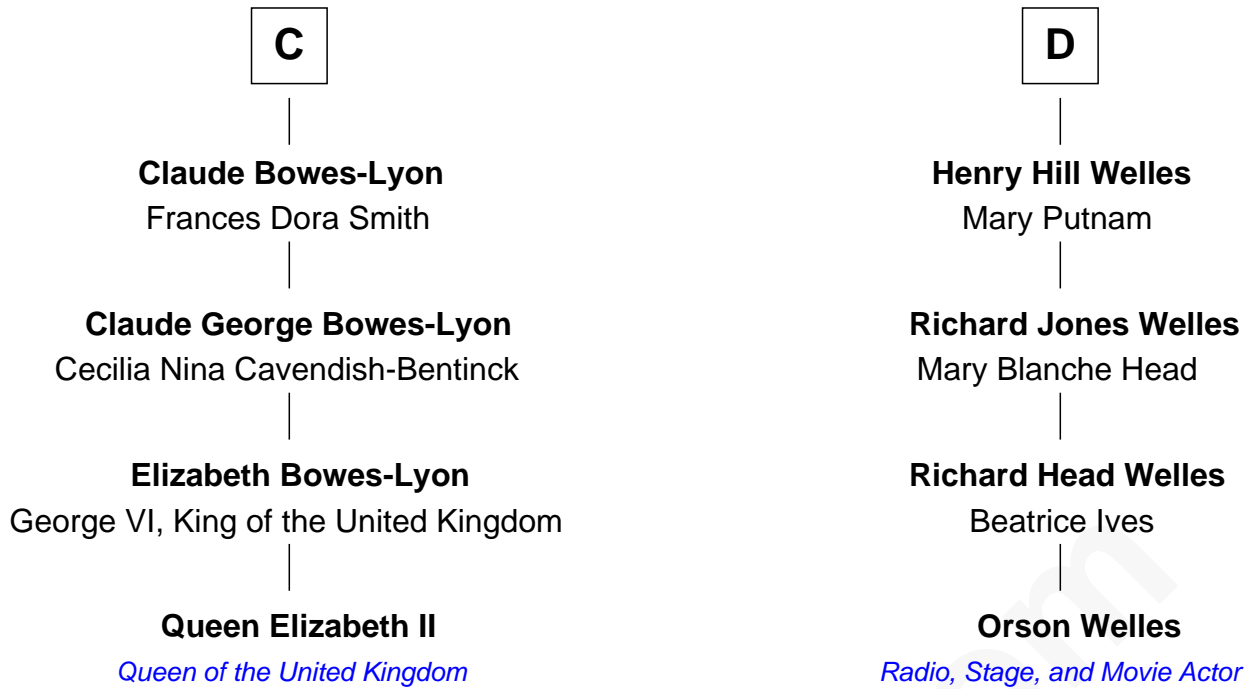 C
Claude Bowes-Lyon
Frances Dora Smith
Claude George Bowes-Lyon
Cecilia Nina Cavendish-Bentinck
Elizabeth Bowes-Lyon
George VI, King of the United Kingdom
Queen Elizabeth II
Queen of the United Kingdom
D
Henry Hill Welles
Mary Putnam
Richard Jones Welles
Mary Blanche Head
Richard Head Welles
Beatrice Ives
Orson Welles
Radio, Stage, and Movie Actor